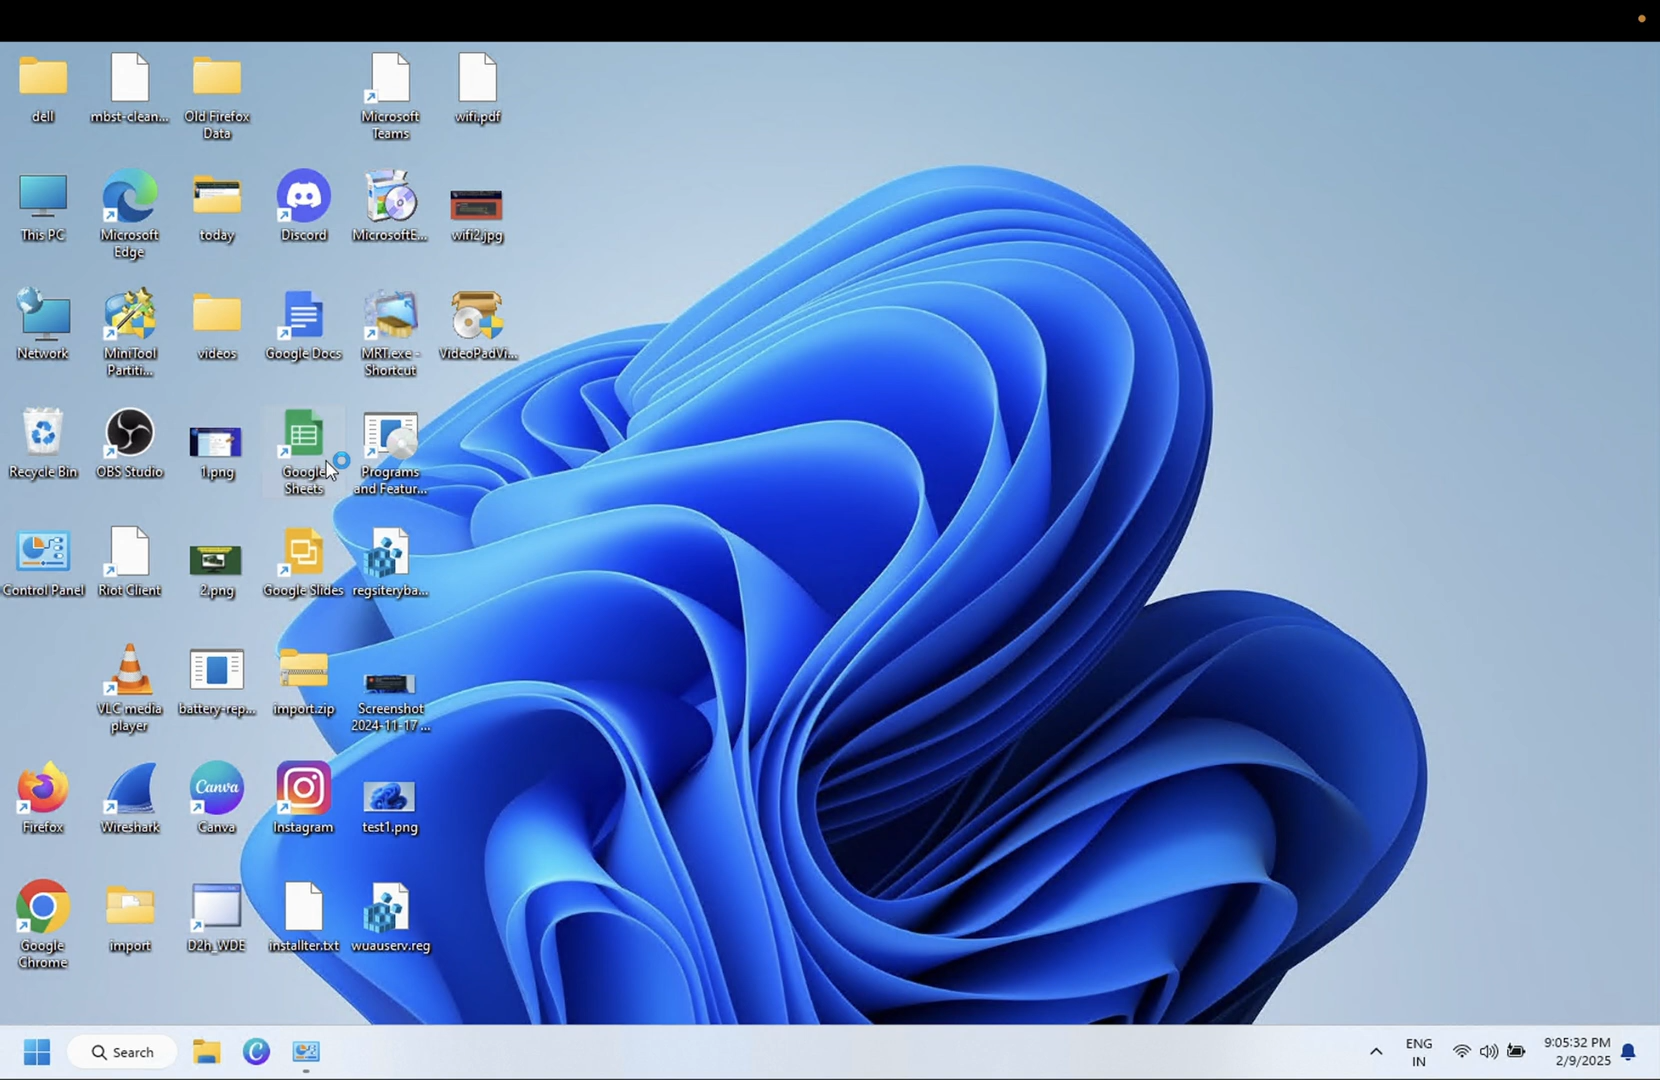 dell
mbst-clean...
Old Firefox
Data
Microsoft
Teams
wifi.pdf
This PC
Microsoft
Edge
today
Discord
MicrosoftE...
wifi2.jpg
Network
MiniTool
Partiti...
videos
Google Docs
MRT.exe -
Shortcut
VideoPadVi...
Recycle Bin
OBS Studio
1.png
Google
Sheets
Programs
and Featur...
Control Panel
Riot Client
2.png
Google Slides
regsiteryba...
VLC media
player
battery-rep...
import.zip
Screenshot
2024-11-17 ...
Firefox
Wireshark
Canva
Canva
Instagram
test1.png
Google
Chrome
import
D2h_WDE
installter.txt
wuauserv.reg
Search
ENG
IN
9:05:32 PM
2/9/2025